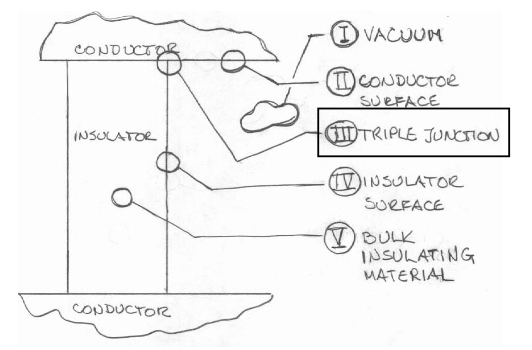 CONDUCTOR
I VACUUM
II CONDUCTOR
SURFACE
INSULATOR
III TRIPLE JUNCTION
IV INSULATOR
SURFACE
V BULK
INSULATING
MATERIAL
CONDUCTOR